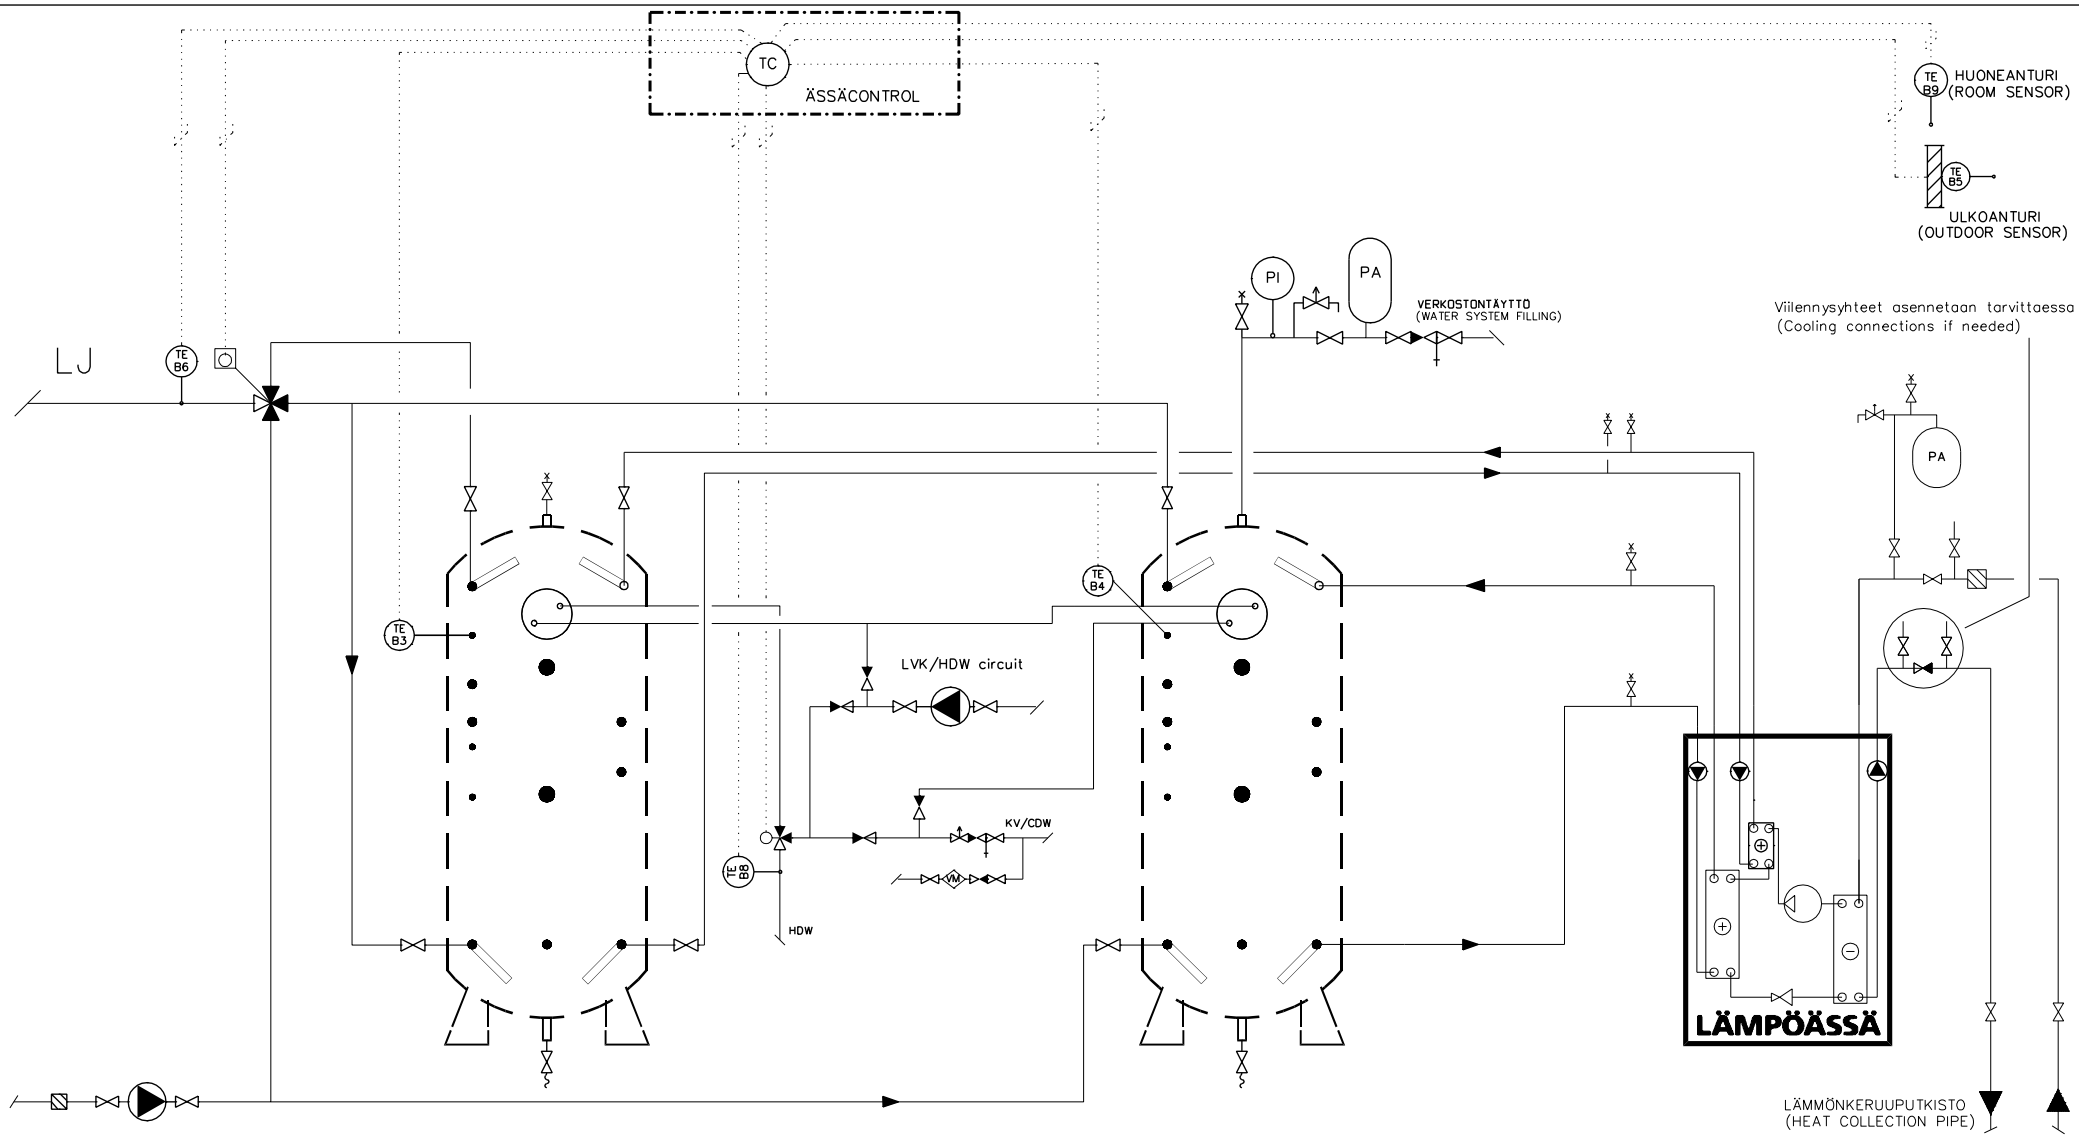 TC
ÄSSÄCONTROL
TE
B9
HUONEANTURI
(ROOM SENSOR)
TE
B5
ULKOANTURI
(OUTDOOR SENSOR)
PI
PA
VERKOSTONTÄYTTÖ
(WATER SYSTEM FILLING)
Viilennysyhteet asennetaan tarvittaessa
(Cooling connections if needed)
LJ
TE
B6
PA
TE
B4
TE
B3
LVK/HDW circuit
KV/CDW
TE
B8
VM
HDW
LÄMPÖÄSSÄ
LÄMMÖNKERUUPUTKISTO
(HEAT COLLECTION PIPE)